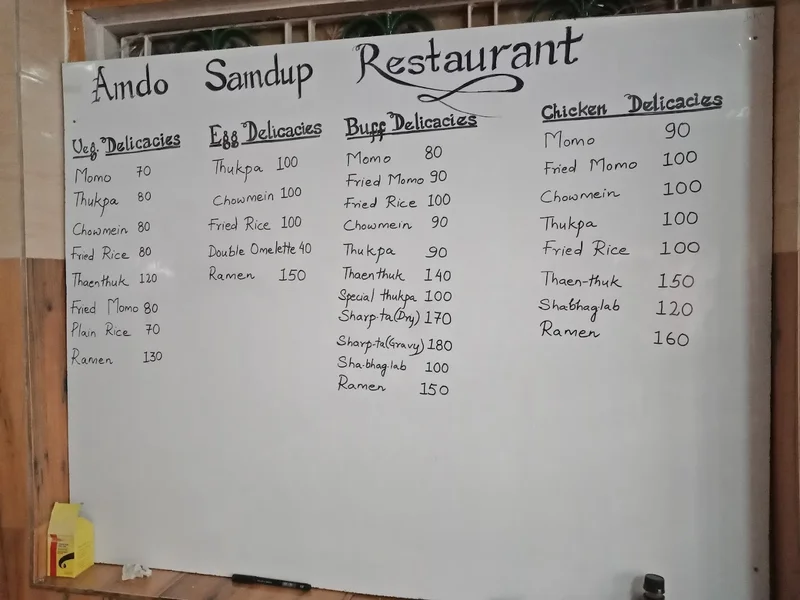 Amdo Samdup Restaurant
Veg. Delicacies
Momo 70
Thukpa 80
Chowmein 80
Fried Rice 80
Thaenthuk 120
Fried Momo 80
Plain Rice 70
Ramen 130
Egg Delicacies
Thukpa 100
Chowmein 100
Fried Rice 100
Double Omelette 40
Ramen 150
Buff Delicacies
Momo 80
Fried Momo 90
Fried Rice 100
Chowmein 90
Thukpa 90
Thaenthuk 140
Special thukpa 100
Sharp-ta(Dry) 170
Sharp-ta(Gravy) 180
Sha-bhag-lab 100
Ramen 150
Chicken Delicacies
Momo 90
Fried Momo 100
Chowmein 100
Thukpa 100
Fried Rice 100
Thaen-thuk 150
Shabhaglab 120
Ramen 160